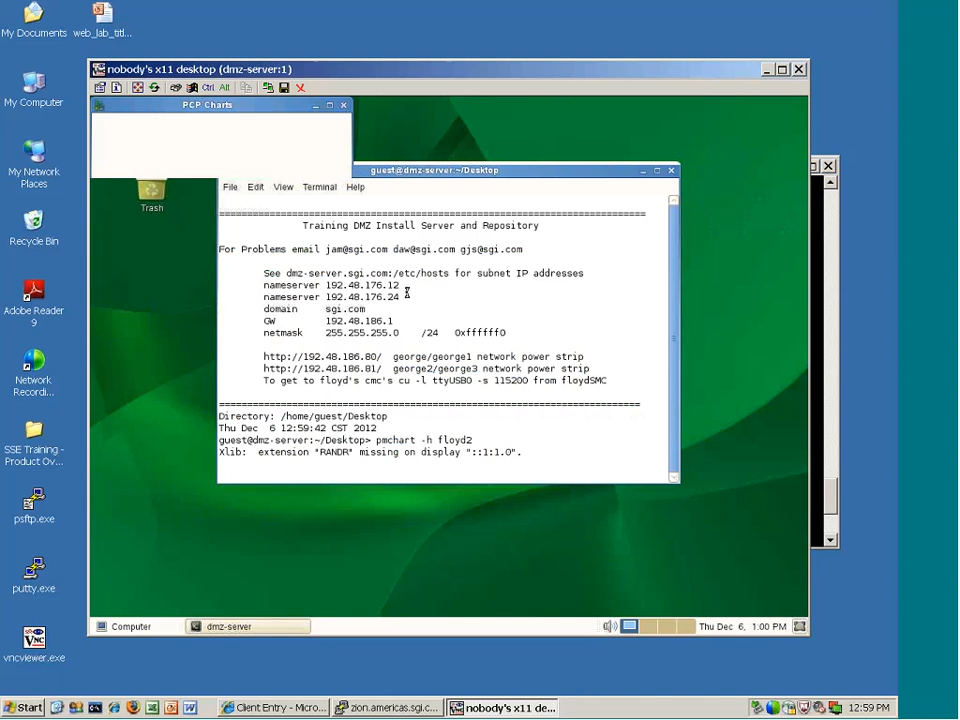 My Documents
web_lab_titl...
My Computer
My Network
Places
Recycle Bin
Adobe Reader
9
Network
Recordi...
SSE Training -
Product Ov...
psftp.exe
putty.exe
vncviewer.exe
nobody's x11 desktop (dmz-server:1)
Ctrl Alt
PCP Charts
Trash
guest@dmz-server:~/Desktop
File Edit View Terminal Help
================================================================================
Training DMZ Install Server and Repository
For Problems email jam@sgi.com daw@sgi.com gjs@sgi.com
See dmz-server.sgi.com:/etc/hosts for subnet IP addresses
nameserver 192.48.176.12
nameserver 192.48.176.24
domain sgi.com
GW 192.48.186.1
netmask 255.255.255.0 /24 0xffffff0
http://192.48.186.80/ george/george1 network power strip
http://192.48.186.81/ george2/george3 network power strip
To get to floyd's cmc's cu -l ttyUSB0 -s 115200 from floydSMC
================================================================================
Directory: /home/guest/Desktop
Thu Dec 6 12:59:42 CST 2012
guest@dmz-server:~/Desktop> pmchart -h floyd2
Xlib: extension "RANDR" missing on display "::1:1.0".
Computer
dmz-server
Thu Dec 6, 1:00 PM
Start
Client Entry - Micro...
zion.americas.sgi.c...
nobody's x11 de...
12:59 PM